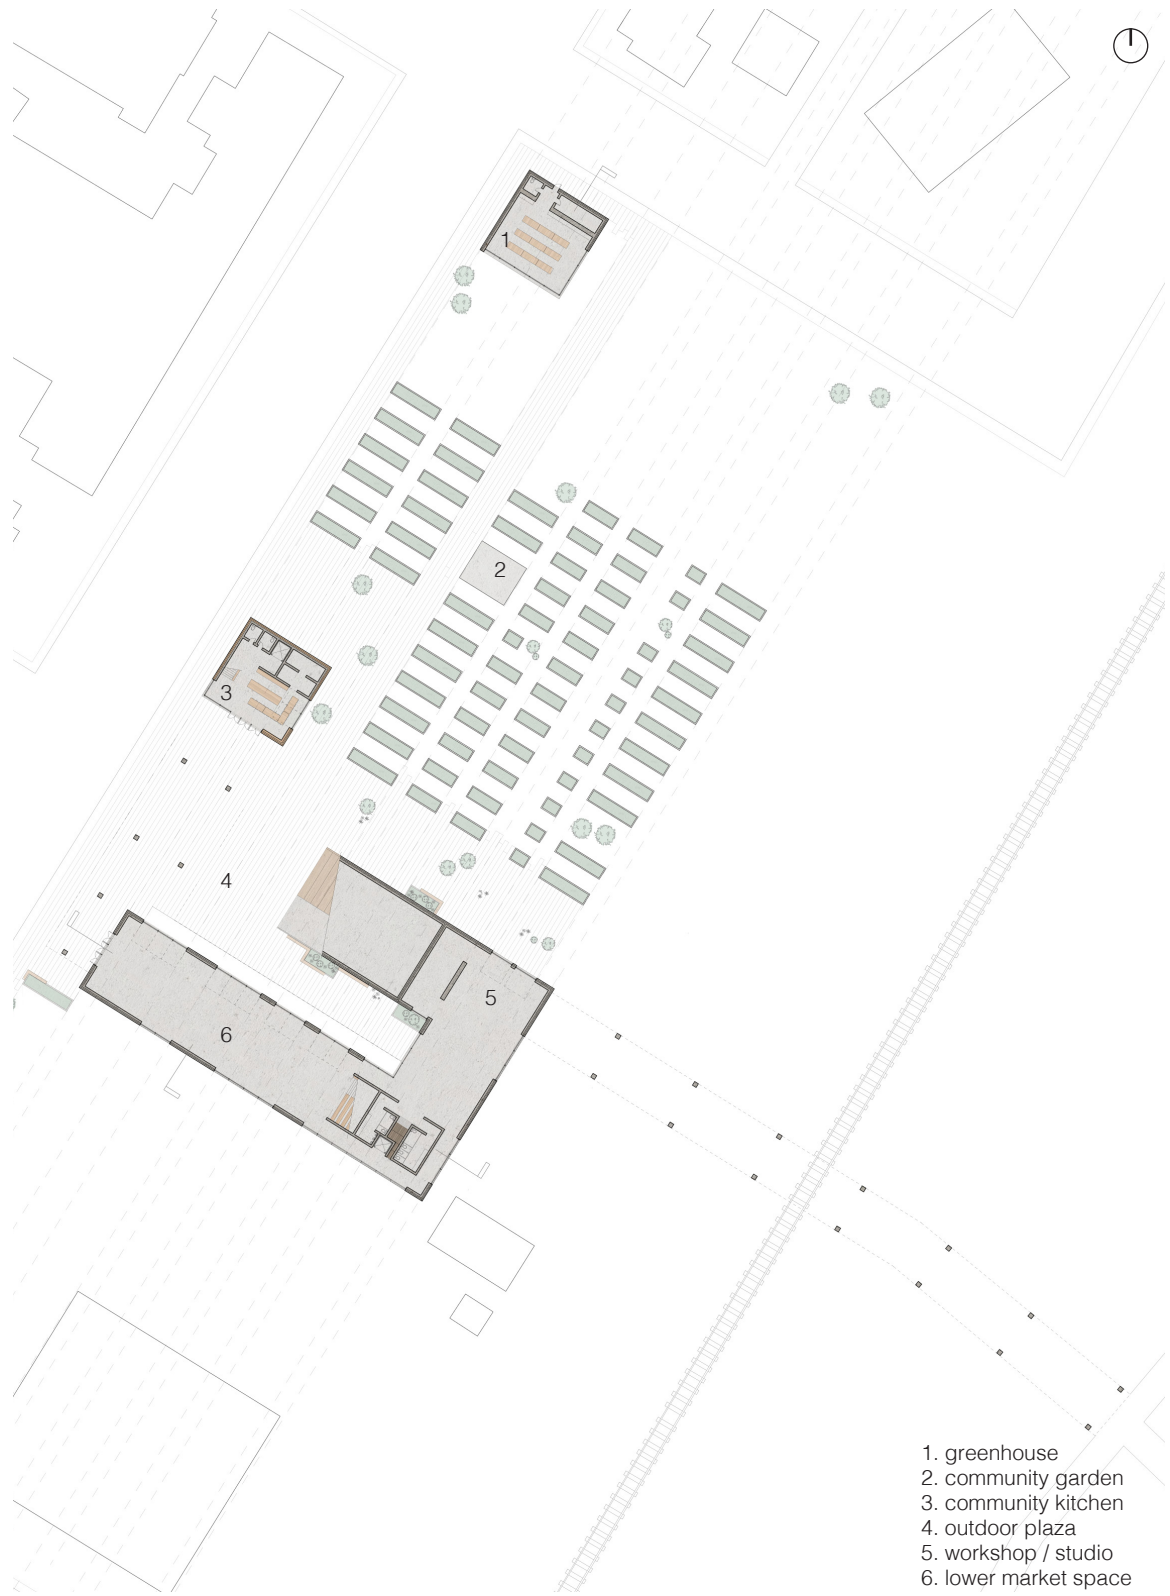 1
2
3
4
5
6
1. greenhouse
2. community garden
3. community kitchen
4. outdoor plaza
5. workshop / studio
6. lower market space